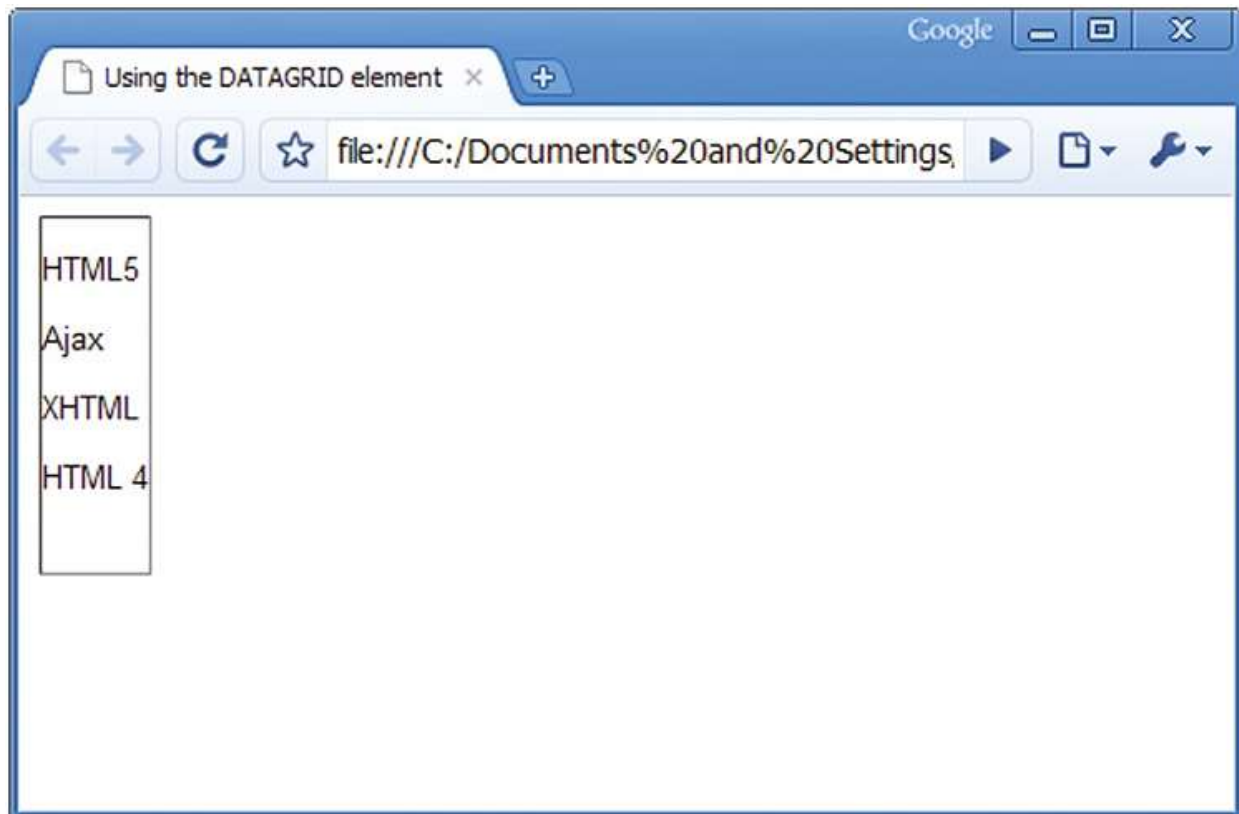 Google
Using the DATAGRID element
file:///C:/Documents%20and%20Settings,
HTML5
Ajax
XHTML
HTML 4